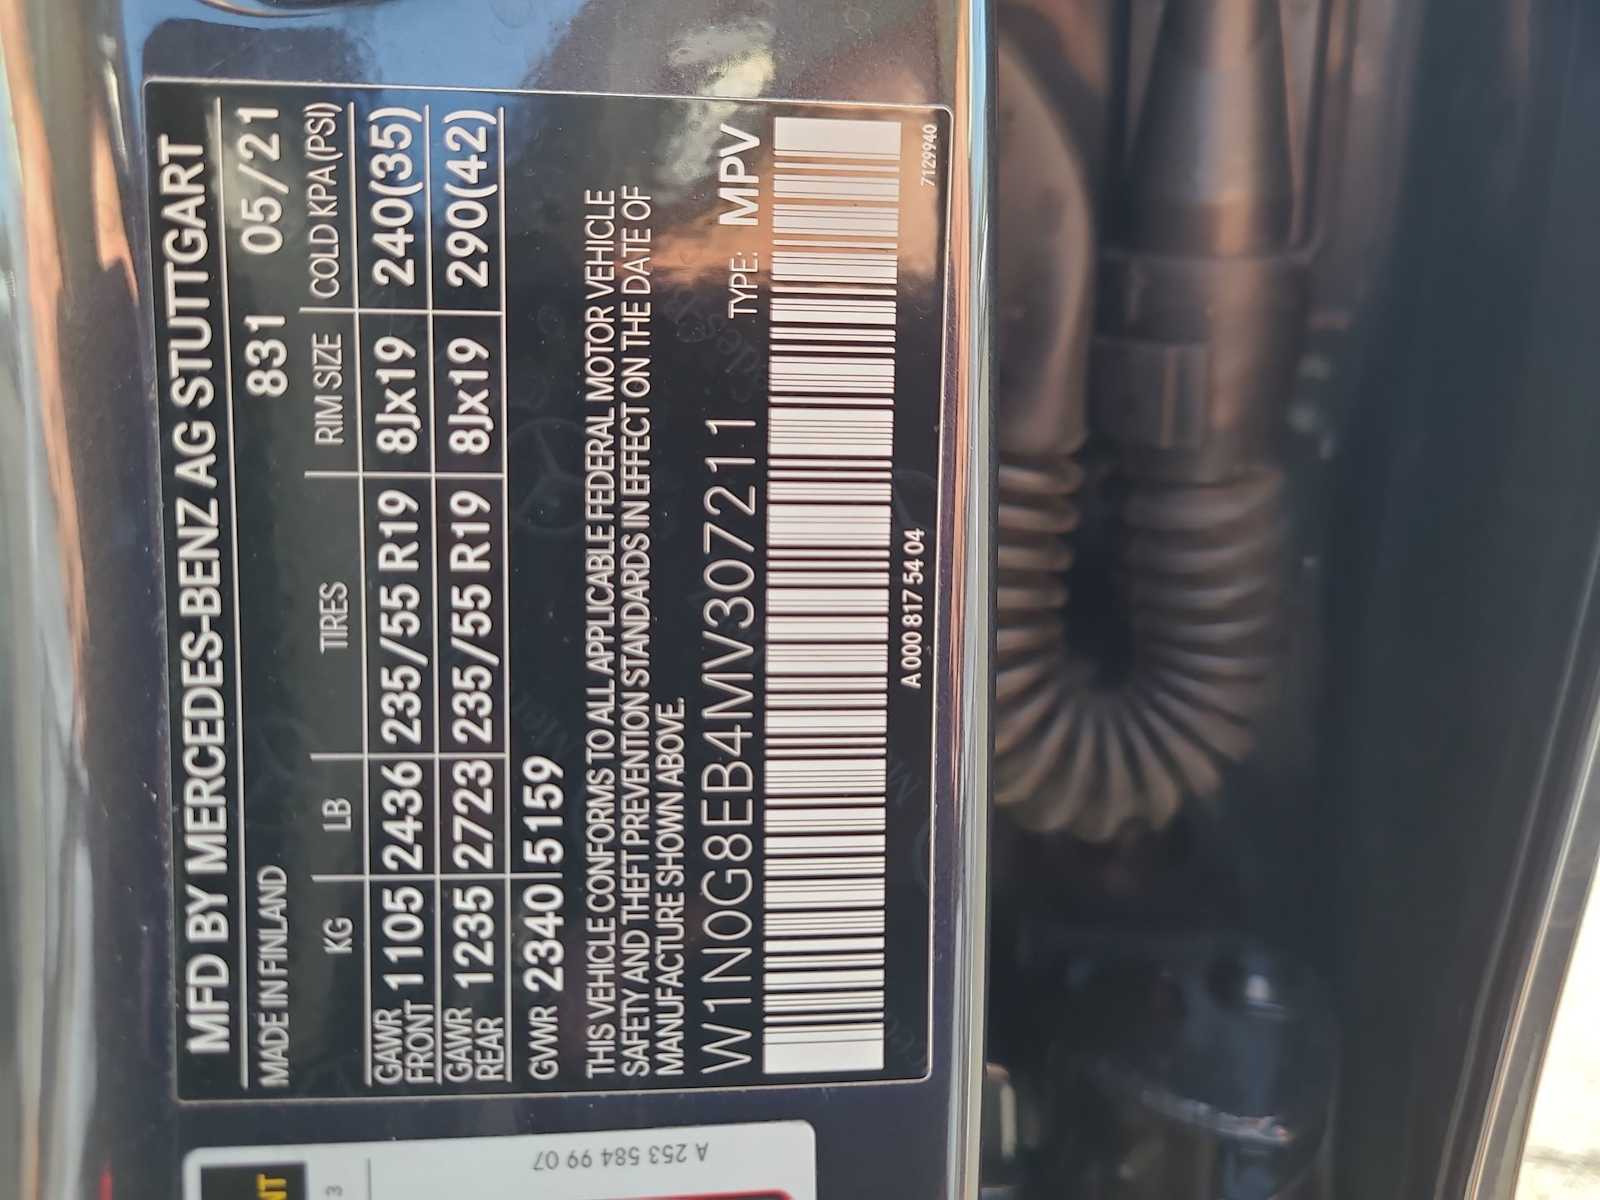 MFD BY MERCEDES-BENZ AG STUTTGART
MADE IN FINLAND 831 05/21
KG LB TIRES RIM SIZE COLD KPA(PSI)
GAWR FRONT 1105 2436 235/55 R19 8Jx19 240(35)
GAWR REAR 1235 2723 235/55 R19 8Jx19 290(42)
GVWR 2340 5159
THIS VEHICLE CONFORMS TO ALL APPLICABLE FEDERAL MOTOR VEHICLE
SAFETY AND THEFT PREVENTION STANDARDS IN EFFECT ON THE DATE OF
MANUFACTURE SHOWN ABOVE.
W1N0G8EB4MV307211 TYPE: MPV
A 000 817 54 04 7129940
A 253 584 99 07